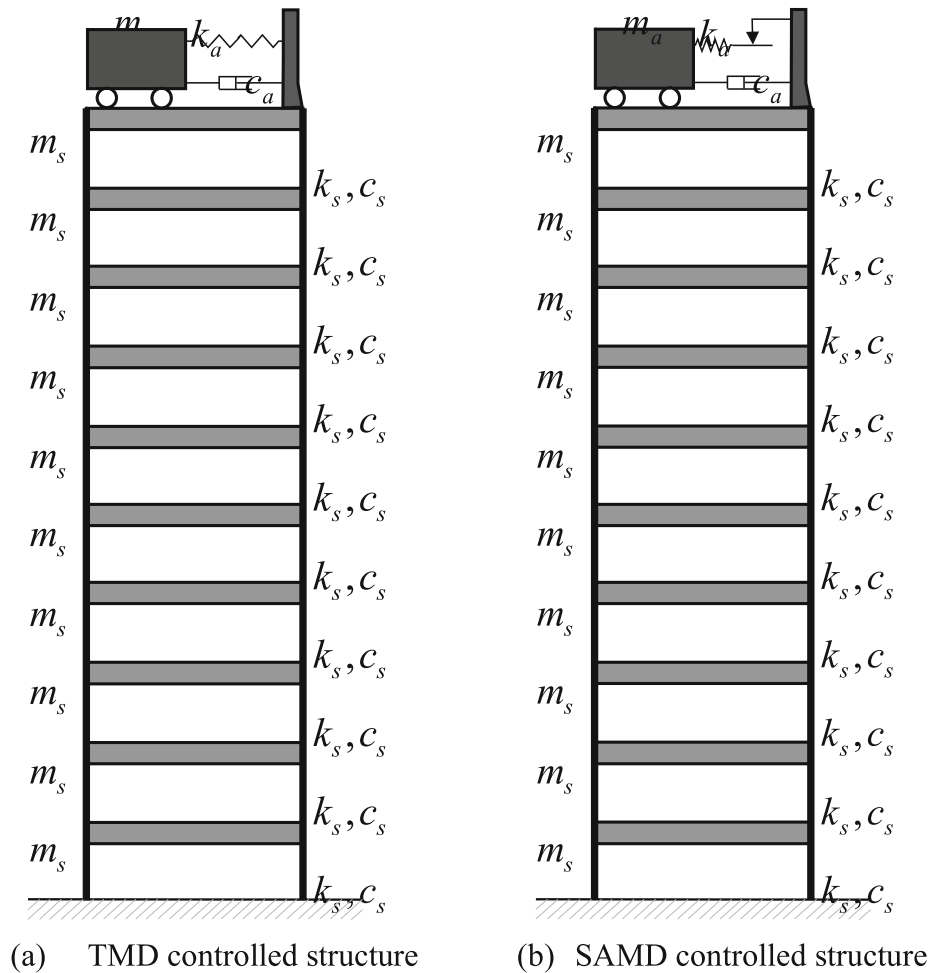 m k_a
c_a
m_s
k_s, c_s
m_s
k_s, c_s
m_s
k_s, c_s
m_s
k_s, c_s
m_s
k_s, c_s
m_s
k_s, c_s
m_s
k_s, c_s
m_s
k_s, c_s
m_s
k_s, c_s
m_s
k_s, c_s
(a) TMD controlled structure
m_a k_a
c_a
m_s
k_s, c_s
m_s
k_s, c_s
m_s
k_s, c_s
m_s
k_s, c_s
m_s
k_s, c_s
m_s
k_s, c_s
m_s
k_s, c_s
m_s
k_s, c_s
m_s
k_s, c_s
m_s
k_s, c_s
(b) SAMD controlled structure